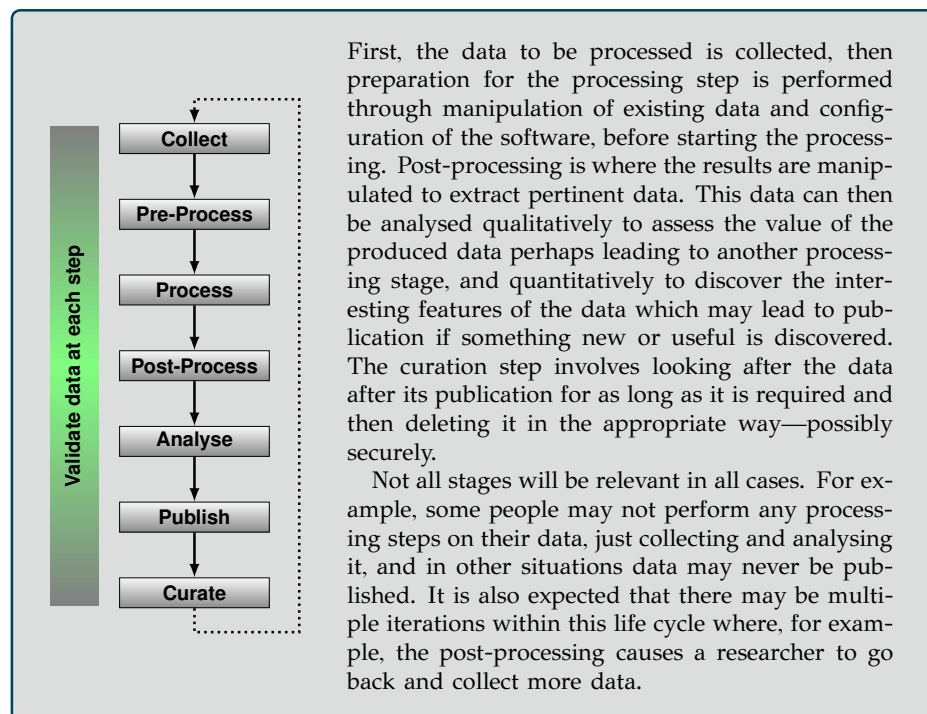 Validate data at each step
Collect
Pre-Process
Process
Post-Process
Analyse
Publish
Curate
First, the data to be processed is collected, then
preparation for the processing step is performed
through manipulation of existing data and config-
uration of the software, before starting the process-
ing. Post-processing is where the results are manip-
ulated to extract pertinent data. This data can then
be analysed qualitatively to assess the value of the
produced data perhaps leading to another process-
ing stage, and quantitatively to discover the inter-
esting features of the data which may lead to pub-
lication if something new or useful is discovered.
The curation step involves looking after the data
after its publication for as long as it is required and
then deleting it in the appropriate way—possibly
securely.
Not all stages will be relevant in all cases. For ex-
ample, some people may not perform any process-
ing steps on their data, just collecting and analysing
it, and in other situations data may never be pub-
lished. It is also expected that there may be multi-
ple iterations within this life cycle where, for exam-
ple, the post-processing causes a researcher to go
back and collect more data.